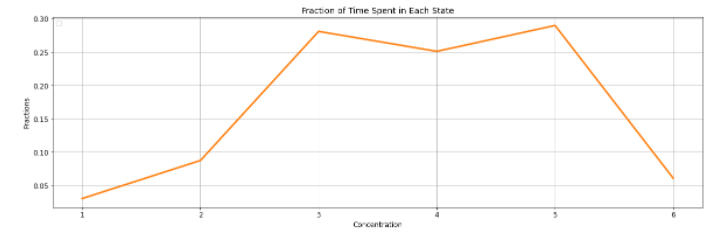 Fraction of Time Spent in Each State
0.30
0.25
0.20
0.15
0.10
0.05
Fractions
1 2 3 4 5 6
Concentration